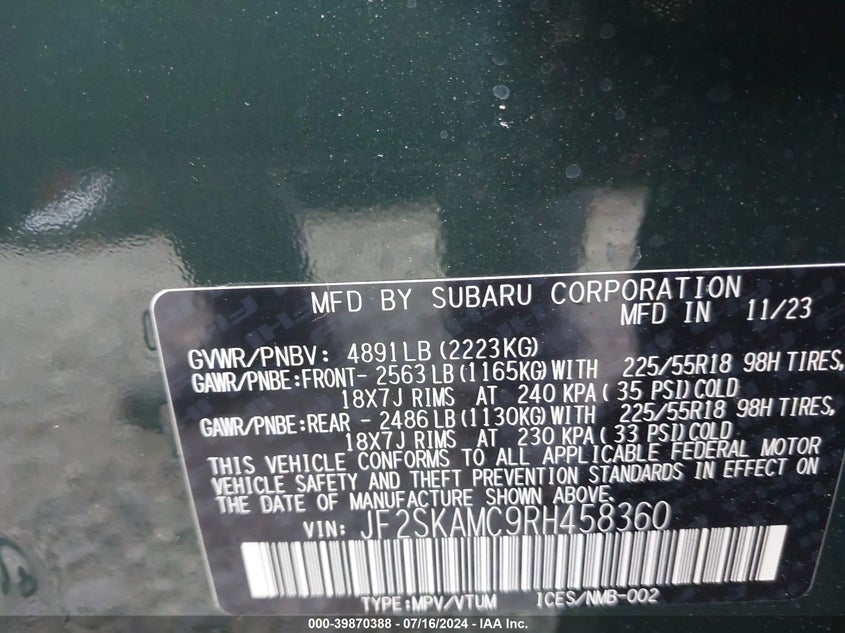 MFD BY SUBARU CORPORATION
MFD IN 11/23
GVWR/PNBV: 4891LB(2223KG)
GAWR/PNBE:FRONT- 2563LB(1165KG)WITH 225/55R18 98H TIRES,
18X7J RIMS AT 240 KPA( 35 PSI)COLD
GAWR/PNBE:REAR - 2486LB(1130KG)WITH 225/55R18 98H TIRES,
18X7J RIMS AT 230 KPA( 33 PSI)COLD
THIS VEHICLE CONFORMS TO ALL APPLICABLE FEDERAL MOTOR
VEHICLE SAFETY AND THEFT PREVENTION STANDARDS IN EFFECT ON
THE DATE OF MANUFACTURE SHOWN ABOVE.
VIN: JF2SKAMC9RH458360
TYPE:MPV/VTUM ICES/NMB-002
000-39870388 - 07/16/2024 - IAA Inc.